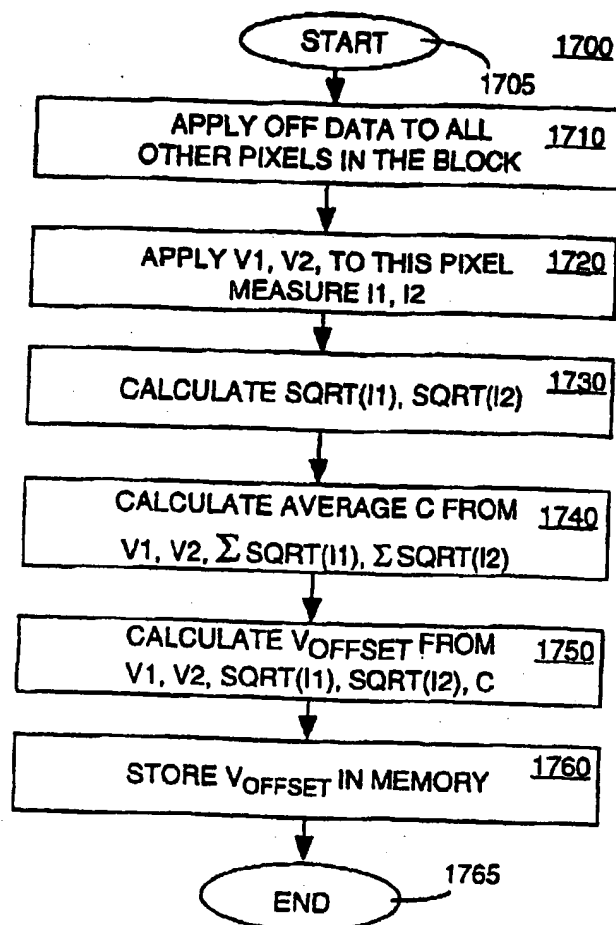 START
1700
1705
APPLY OFF DATA TO ALL
OTHER PIXELS IN THE BLOCK
1710
APPLY V1, V2, TO THIS PIXEL
MEASURE I1, I2
1720
CALCULATE SQRT(I1), SQRT(I2)
1730
CALCULATE AVERAGE C FROM
V1, V2, Σ SQRT(I1), Σ SQRT(I2)
1740
CALCULATE VOFFSET FROM
V1, V2, SQRT(I1), SQRT(I2), C
1750
STORE VOFFSET IN MEMORY
1760
END
1765